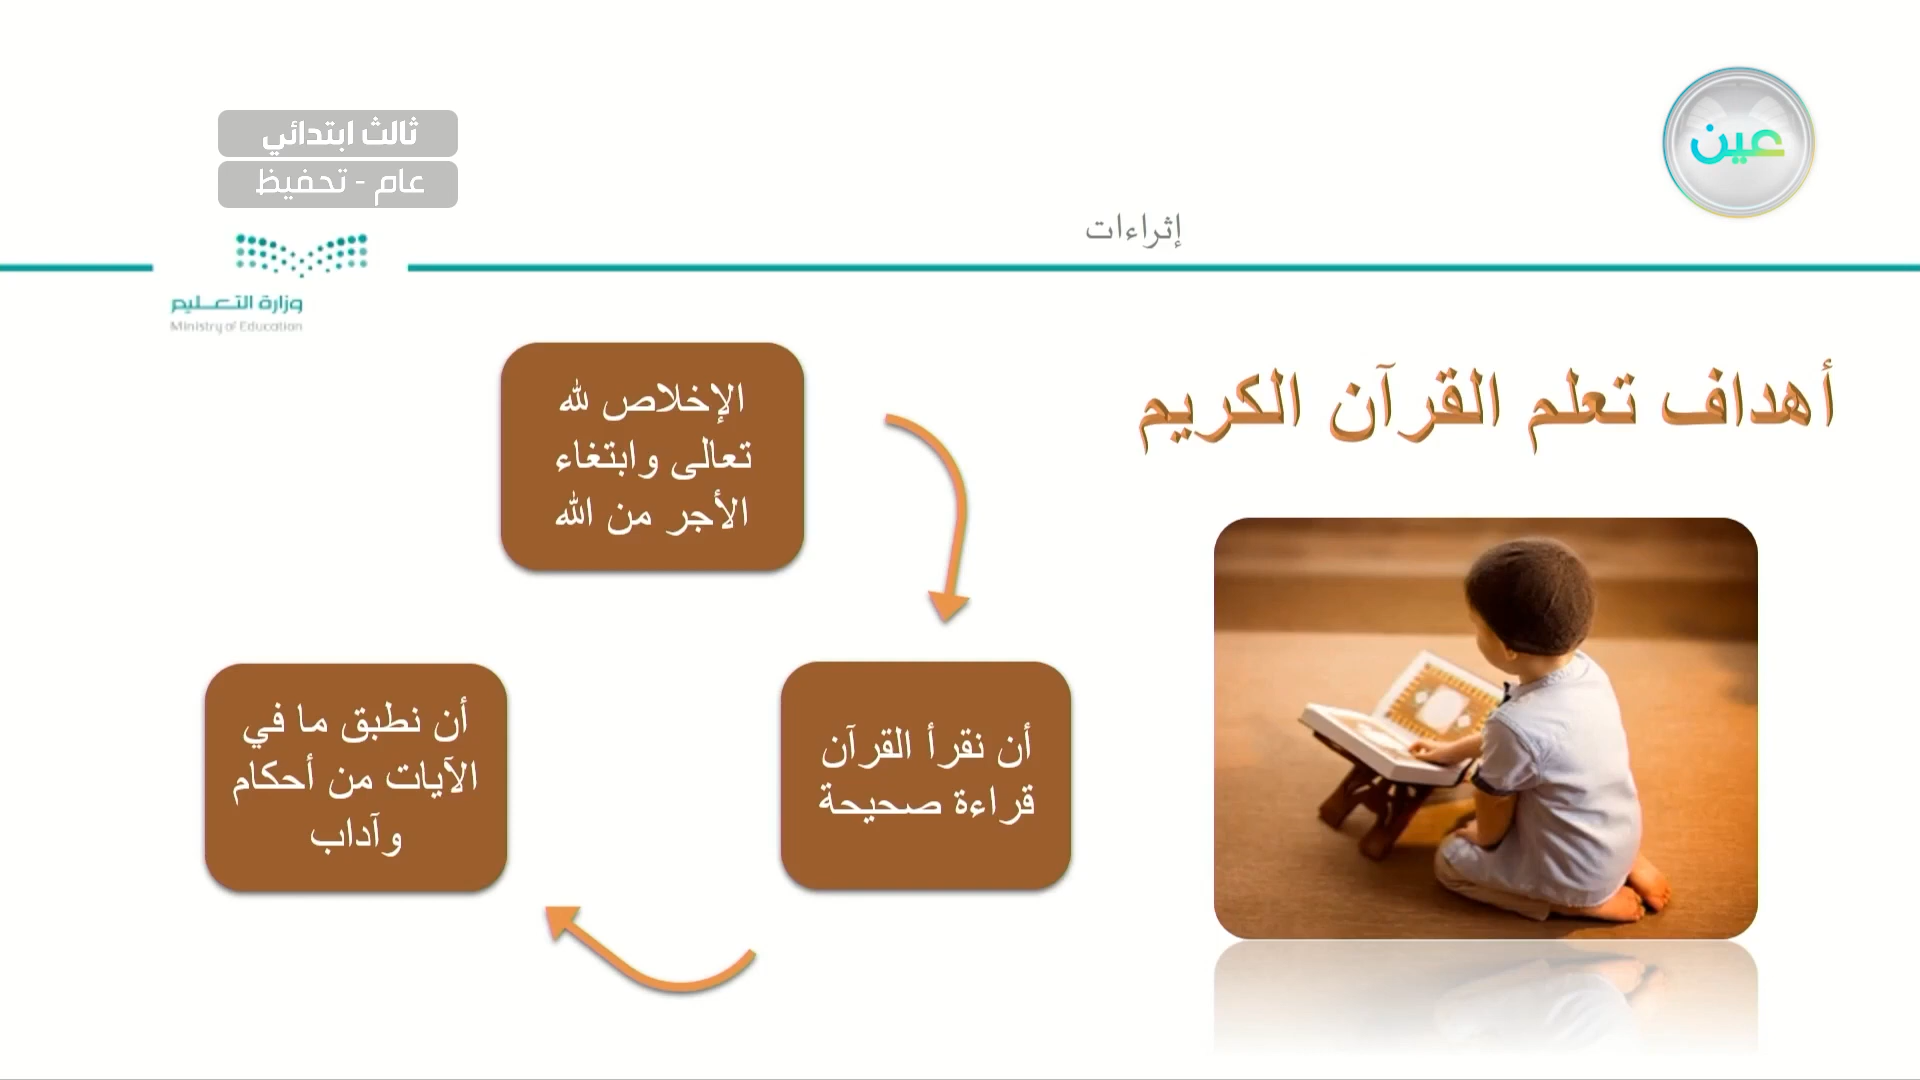 عين
ثالث ابتدائي
عام - تحفيظ
إثراءات
وزارة التعليم
Ministry of Education
أهداف تعلم القرآن الكريم
الإخلاص لله
تعالى وابتغاء
الأجر من الله
أن نقرأ القرآن
قراءة صحيحة
أن نطبق ما في
الآيات من أحكام
وآداب